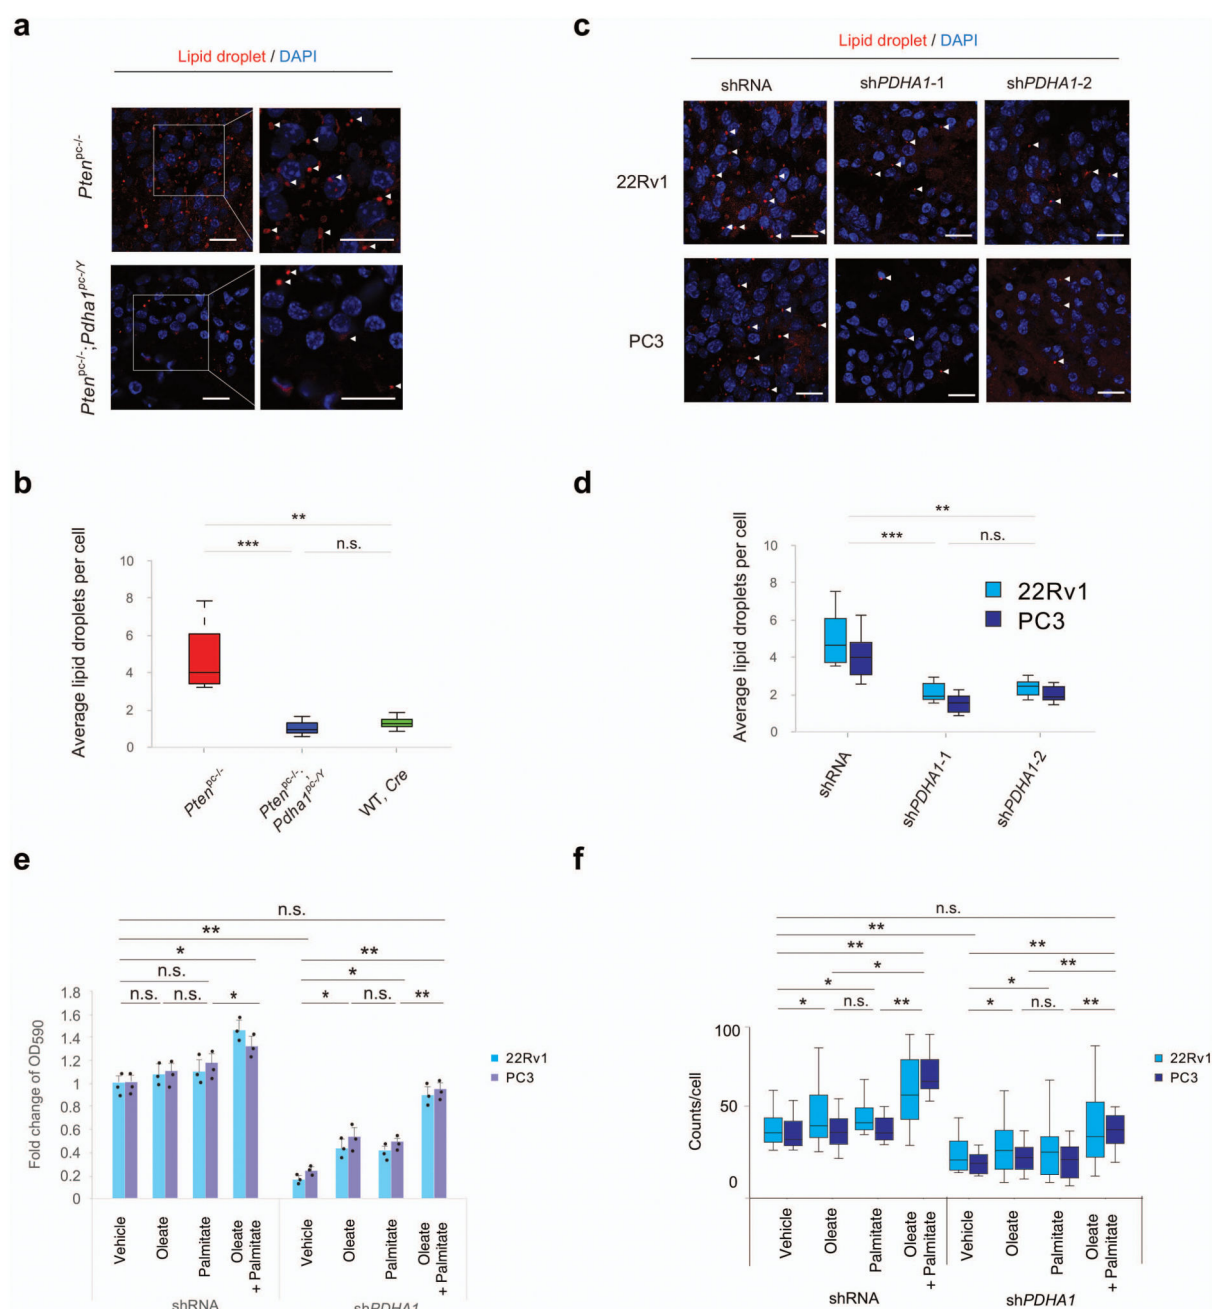 a
Lipid droplet / DAPI
Pten^pc-/-
Pten^pc-/-;Pdha1^pc-/Y
c
Lipid droplet / DAPI
shRNA shPDHA1-1 shPDHA1-2
22Rv1
PC3
b
Average lipid droplets per cell
**
*** n.s.
10
8
6
4
2
0
Pten^pc-/-
Pten^pc-/-;
Pdha1^pc-/Y
WT, Cre
d
Average lipid droplets per cell
**
*** n.s.
10
8
6
4
2
0
22Rv1
PC3
shRNA
shPDHA1-1
shPDHA1-2
e
Fold change of OD590
n.s.
**
* **
n.s. *
n.s. n.s. * * n.s. **
1.8
1.6
1.4
1.2
1
0.8
0.6
0.4
0.2
0
22Rv1
PC3
Vehicle
Oleate
Palmitate
Oleate
+ Palmitate
Vehicle
Oleate
Palmitate
Oleate
+ Palmitate
shRNA shPDHA1
f
Counts/cell
n.s.
**
** **
* **
* *
* n.s. ** * n.s. **
100
50
0
22Rv1
PC3
Vehicle
Oleate
Palmitate
Oleate
+ Palmitate
Vehicle
Oleate
Palmitate
Oleate
+ Palmitate
shRNA shPDHA1